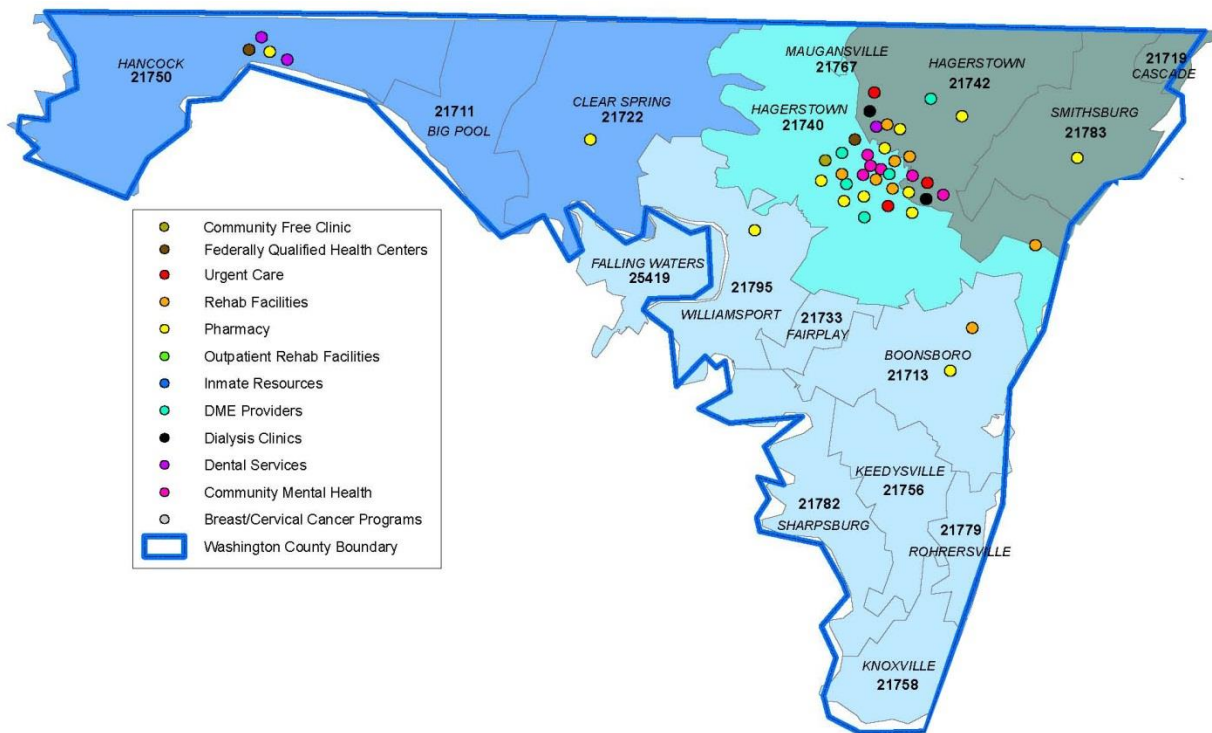 HANCOCK
21750
21711
BIG POOL
CLEAR SPRING
21722
MAUGANSVILLE
21767
HAGERSTOWN
21740
HAGERSTOWN
21742
21719
CASCADE
SMITHSBURG
21783
FALLING WATERS
25419
21795
WILLIAMSPORT
21733
FAIRPLAY
BOONSBORO
21713
KEEDYSVILLE
21756
21782
SHARPSBURG
21779
ROHRERSVILLE
KNOXVILLE
21758
Community Free Clinic
Federally Qualified Health Centers
Urgent Care
Rehab Facilities
Pharmacy
Outpatient Rehab Facilities
Inmate Resources
DME Providers
Dialysis Clinics
Dental Services
Community Mental Health
Breast/Cervical Cancer Programs
Washington County Boundary